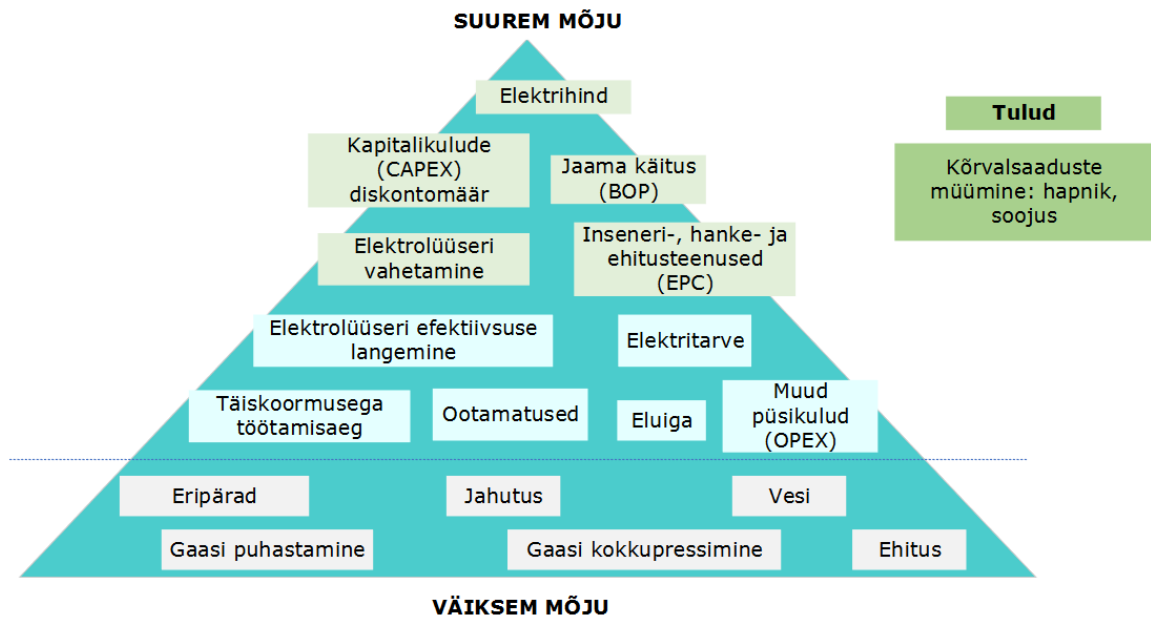 SUUREM MÕJU
Elektrihind
Kapitalikulude
(CAPEX)
diskontomäär
Jaama käitus
(BOP)
Elektrolüüseri
vahetamine
Inseneri-, hanke- ja
ehitusteenused
(EPC)
Elektrolüüseri efektiivsuse
langemine
Elektritarve
Täiskoormusega
töötamisaeg
Ootamatused
Eluiga
Muud
püsikulud
(OPEX)
Eripärad
Jahutus
Vesi
Gaasi puhastamine
Gaasi kokkupressimine
Ehitus
VÄIKSEM MÕJU
Tulud
Kõrvalsaaduste
müümine: hapnik,
soojus